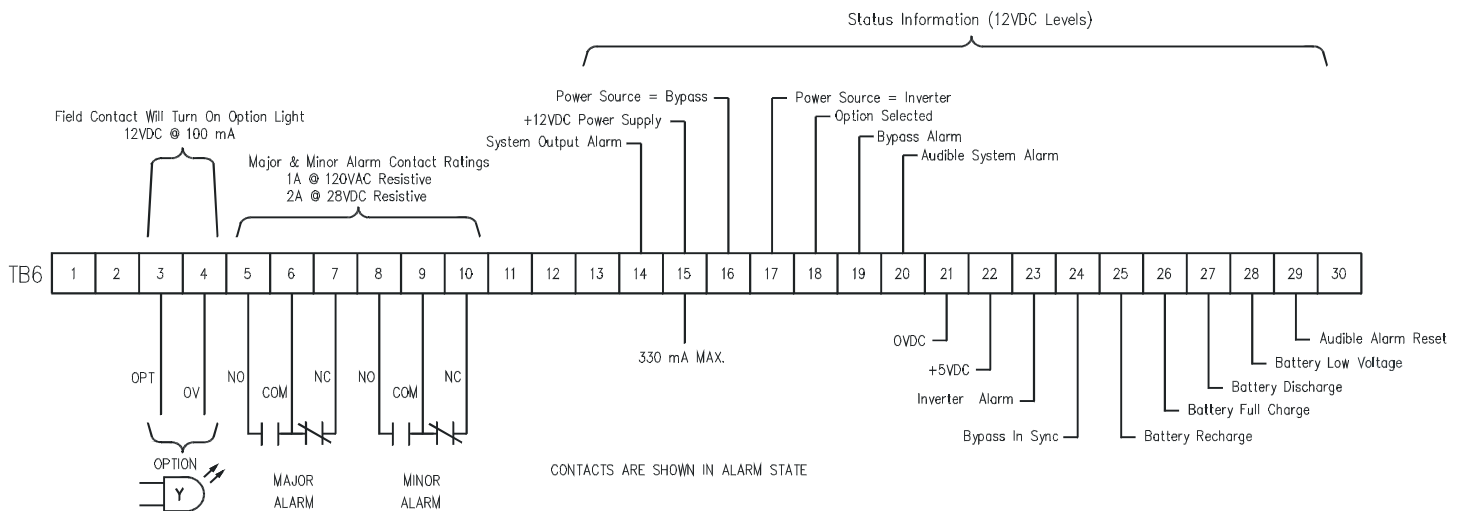 Status Information (12VDC Levels)
Field Contact Will Turn On Option Light
12VDC @ 100 mA
Major & Minor Alarm Contact Ratings
1A @ 120VAC Resistive
2A @ 28VDC Resistive
Power Source = Bypass
+12VDC Power Supply
System Output Alarm
Power Source = Inverter
Option Selected
Bypass Alarm
Audible System Alarm
TB6 1 2 3 4 5 6 7 8 9 10 11 12 13 14 15 16 17 18 19 20 21 22 23 24 25 26 27 28 29 30
OPT
OV
NO
COM
NC
NO
COM
NC
330 mA MAX.
0VDC
+5VDC
Inverter Alarm
Bypass In Sync
Audible Alarm Reset
Battery Low Voltage
Battery Discharge
Battery Full Charge
Battery Recharge
OPTION
Y
MAJOR
ALARM
MINOR
ALARM
CONTACTS ARE SHOWN IN ALARM STATE